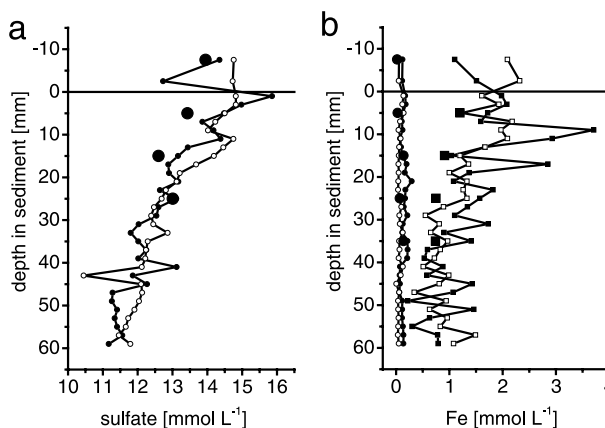 a
b
depth in sediment [mm]
-10
0
10
20
30
40
50
60
10 11 12 13 14 15 16
sulfate [mmol L⁻¹]
depth in sediment [mm]
-10
0
10
20
30
40
50
60
0 1 2 3
Fe [mmol L⁻¹]